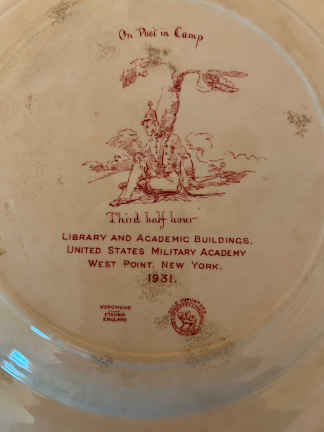 On Post in Camp
Third half hour
LIBRARY AND ACADEMIC BUILDINGS,
UNITED STATES MILITARY ACADEMY
WEST POINT, NEW YORK.
1931.
WEDGWOOD
ETRURIA
ENGLAND